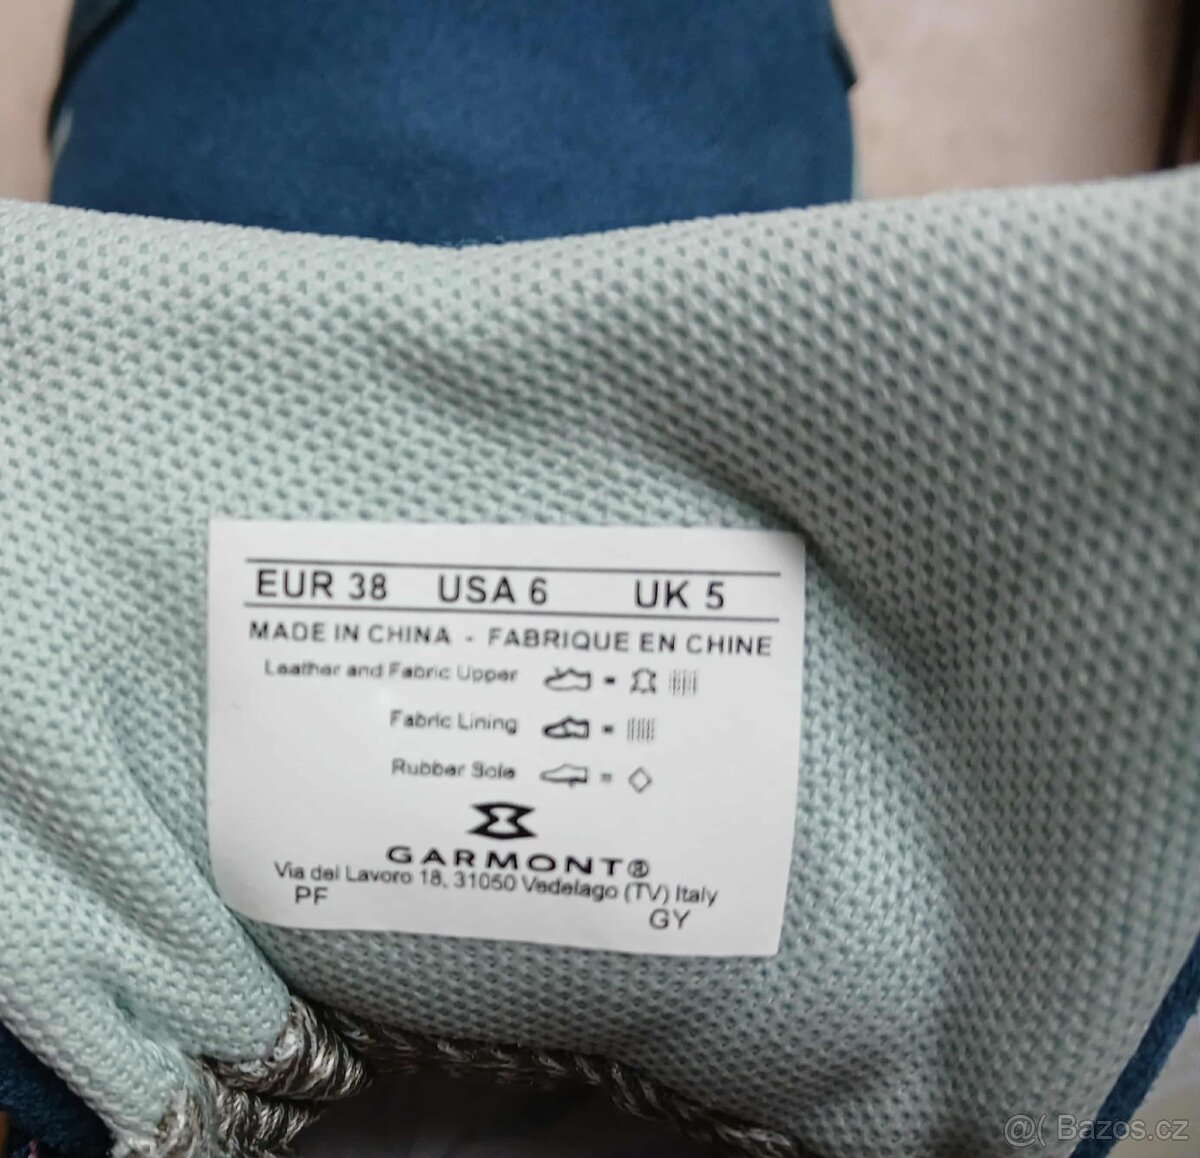 EUR 38 USA 6 UK 5
MADE IN CHINA - FABRIQUE EN CHINE
Leather and Fabric Upper
Fabric Lining
Rubber Sole
GARMONT®
Via del Lavoro 18, 31050 Vedelago (TV) Italy
PF GY
@( Bazos.cz